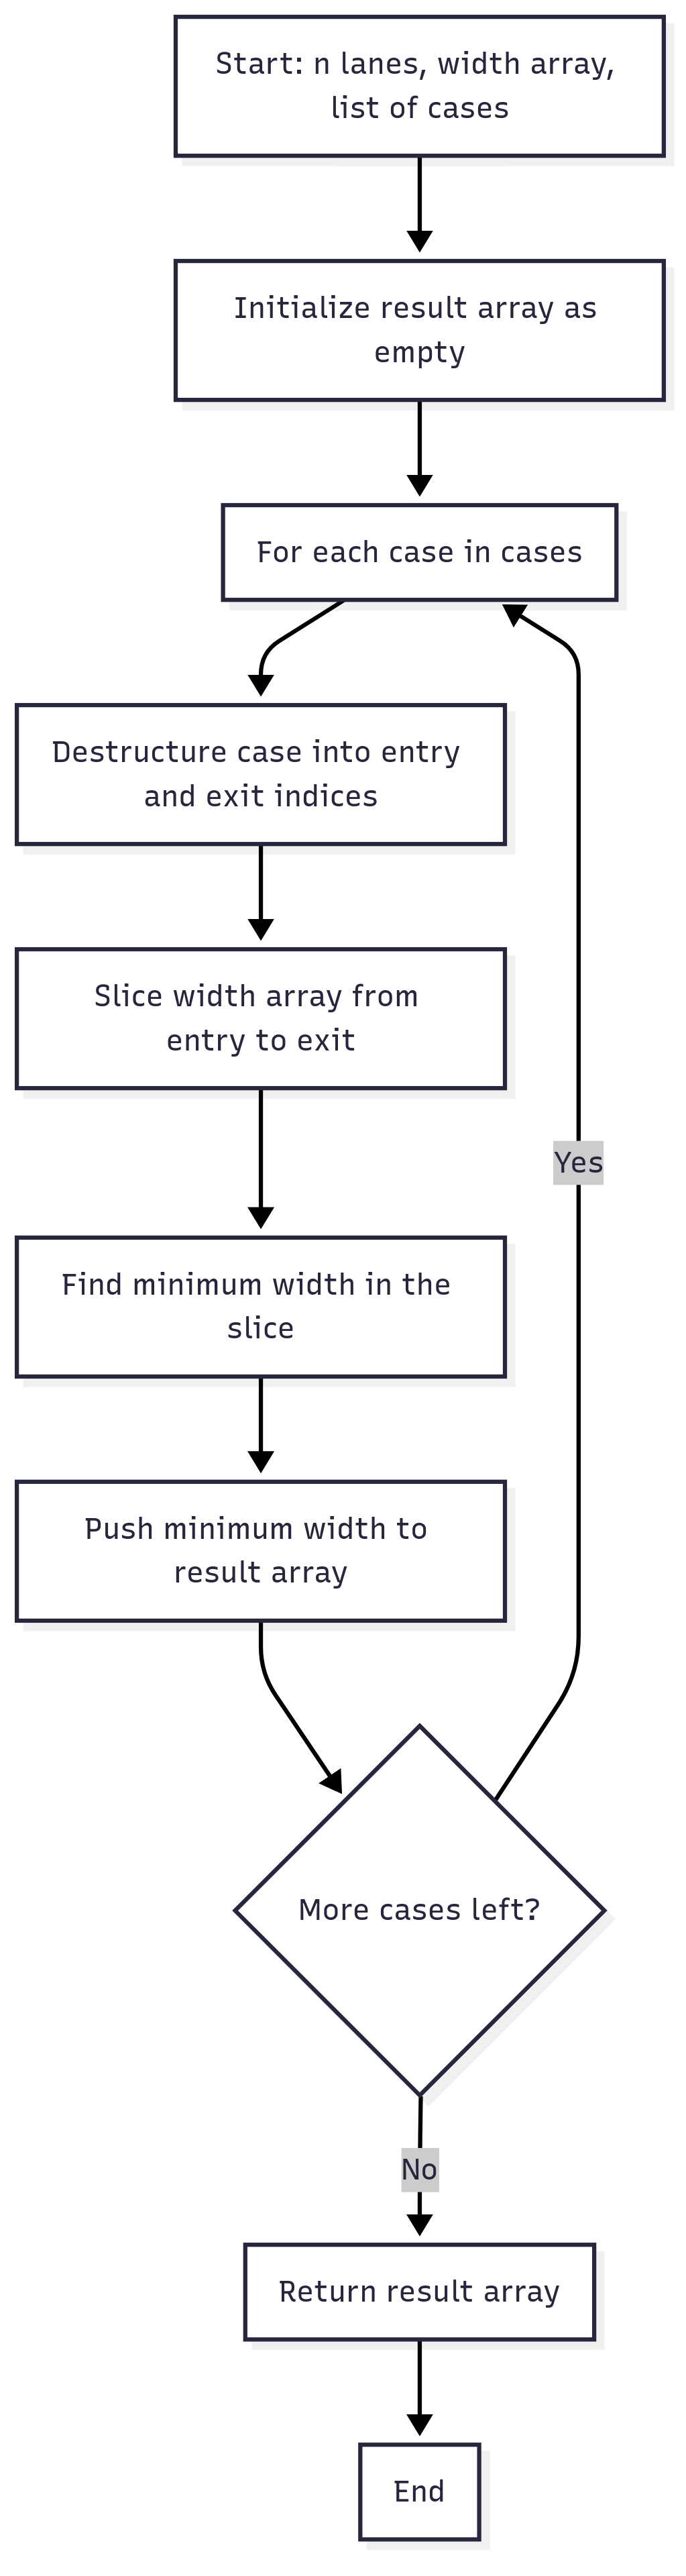 Start: n lanes, width array,
list of cases
Initialize result array as
empty
For each case in cases
Destructure case into entry
and exit indices
Slice width array from
entry to exit
Yes
Find minimum width in the
slice
Push minimum width to
result array
More cases left?
No
Return result array
End